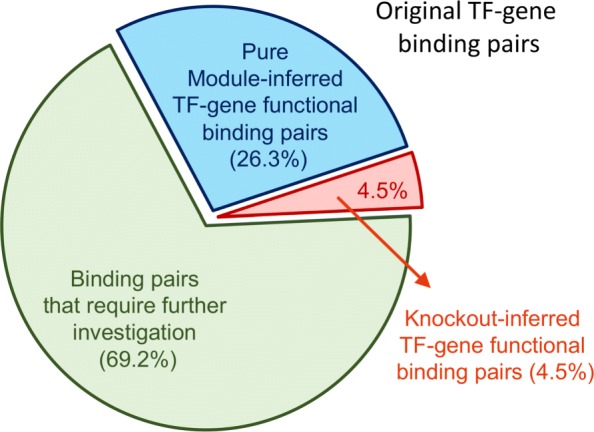 Original TF-gene
binding pairs
Pure
Module-inferred
TF-gene functional
binding pairs
(26.3%)
4.5%
Binding pairs
that require further
investigation
(69.2%)
Knockout-inferred
TF-gene functional
binding pairs (4.5%)